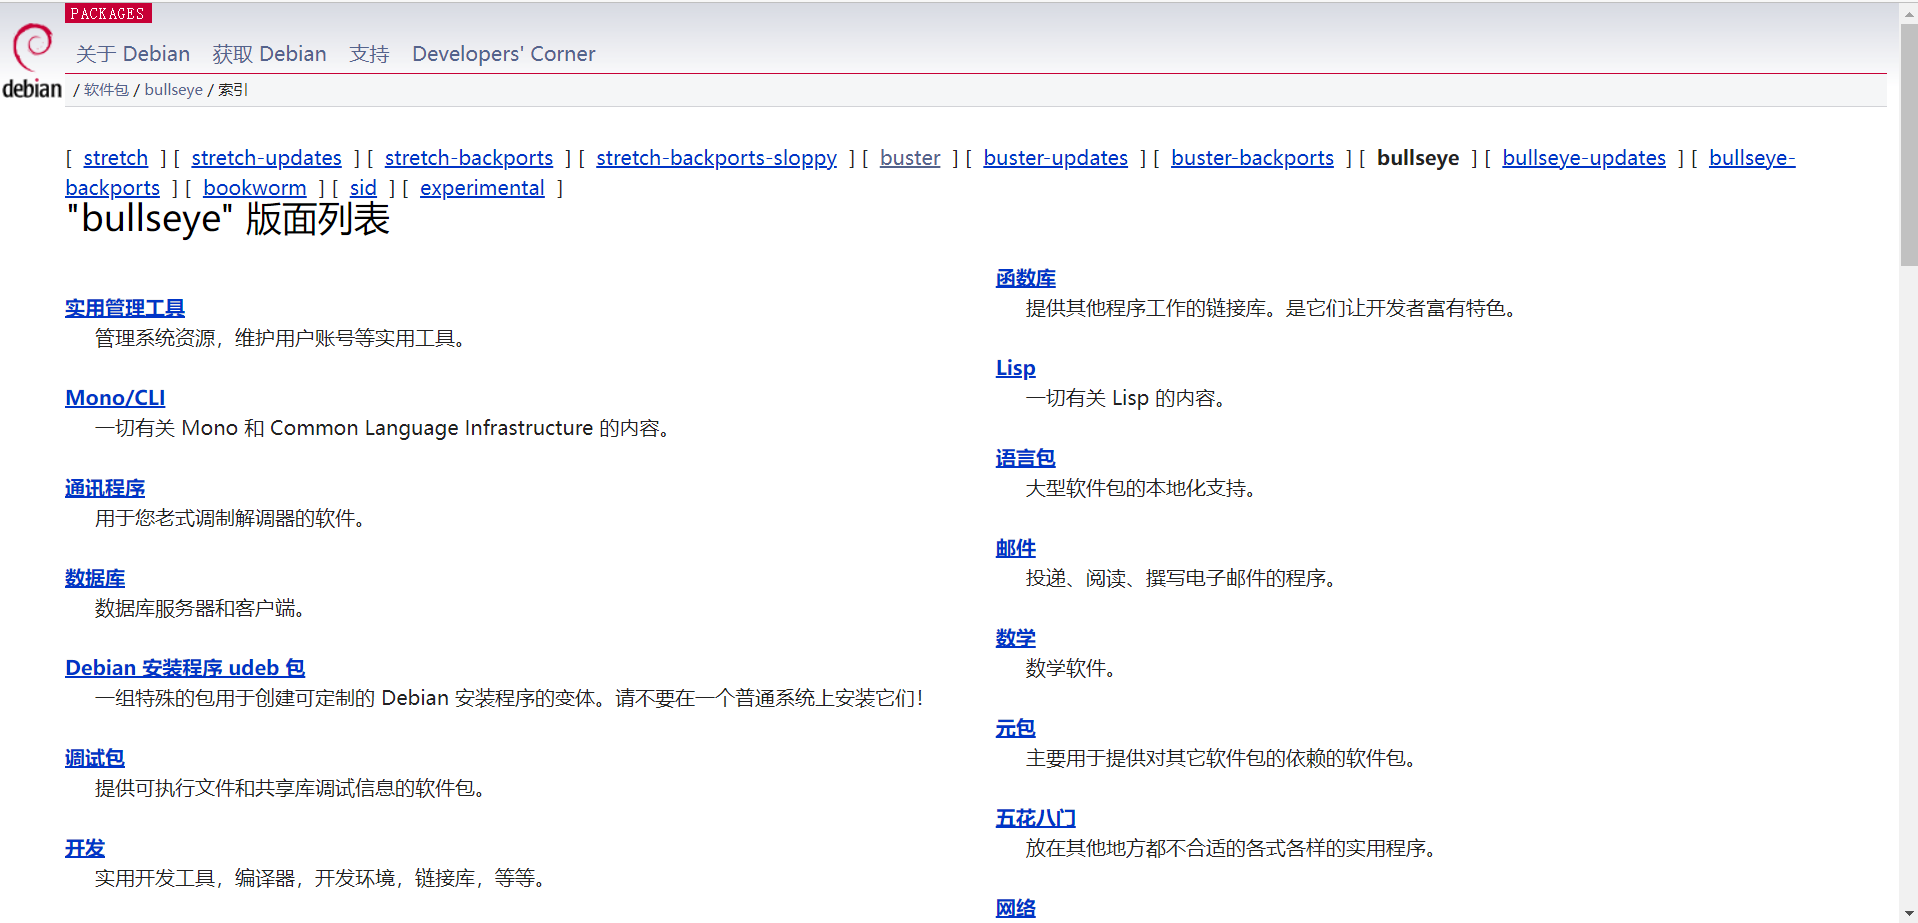 PACKAGES
debian
关于 Debian 获取 Debian 支持 Developers' Corner
/ 软件包 / bullseye / 索引
[ stretch ] [ stretch-updates ] [ stretch-backports ] [ stretch-backports-sloppy ] [ buster ] [ buster-updates ] [ buster-backports ] [ bullseye ] [ bullseye-updates ] [ bullseye-
backports ] [ bookworm ] [ sid ] [ experimental ]
"bullseye" 版面列表
实用管理工具
管理系统资源，维护用户账号等实用工具。
Mono/CLI
一切有关 Mono 和 Common Language Infrastructure 的内容。
通讯程序
用于您老式调制解调器的软件。
数据库
数据库服务器和客户端。
Debian 安装程序 udeb 包
一组特殊的包用于创建可定制的 Debian 安装程序的变体。请不要在一个普通系统上安装它们！
调试包
提供可执行文件和共享库调试信息的软件包。
开发
实用开发工具，编译器，开发环境，链接库，等等。
函数库
提供其他程序工作的链接库。是它们让开发者富有特色。
Lisp
一切有关 Lisp 的内容。
语言包
大型软件包的本地化支持。
邮件
投递、阅读、撰写电子邮件的程序。
数学
数学软件。
元包
主要用于提供对其它软件包的依赖的软件包。
五花八门
放在其他地方都不合适的各式各样的实用程序。
网络